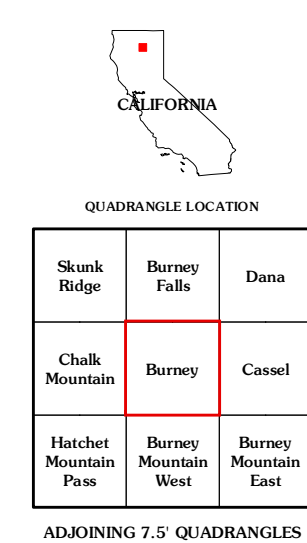 CALIFORNIA
QUADRANGLE LOCATION
Skunk
Ridge
Burney
Falls
Dana
Chalk
Mountain
Burney
Cassel
Hatchet
Mountain
Pass
Burney
Mountain
West
Burney
Mountain
East
ADJOINING 7.5' QUADRANGLES